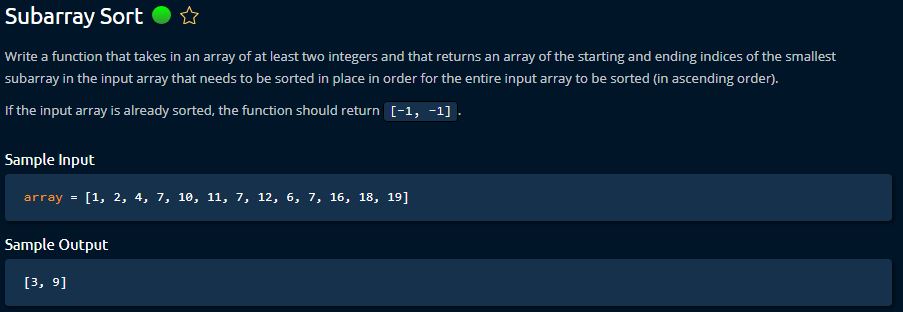 Subarray Sort
Write a function that takes in an array of at least two integers and that returns an array of the starting and ending indices of the smallest
subarray in the input array that needs to be sorted in place in order for the entire input array to be sorted (in ascending order).
If the input array is already sorted, the function should return [-1, -1] .
Sample Input
array = [1, 2, 4, 7, 10, 11, 7, 12, 6, 7, 16, 18, 19]
Sample Output
[3, 9]